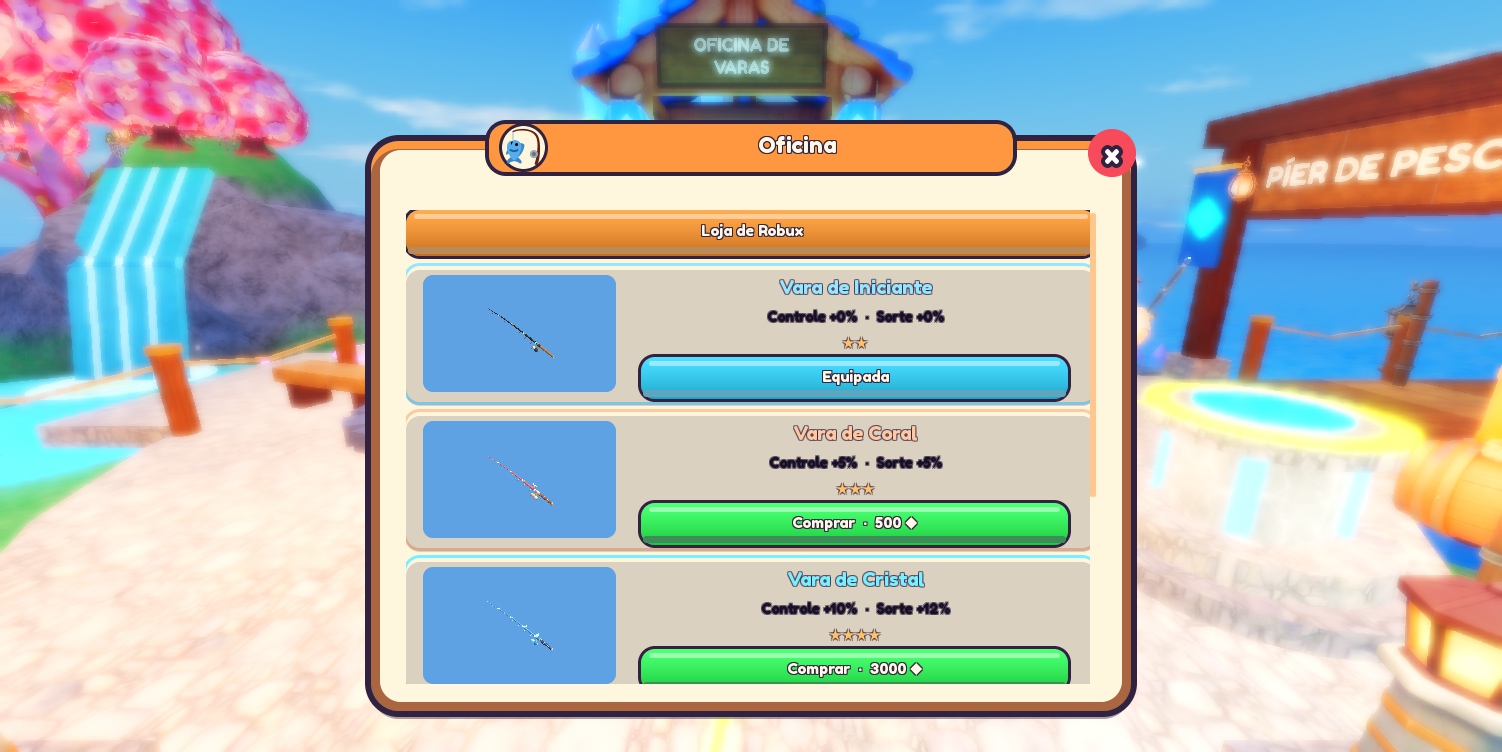 OFICINA DE
VARAS
Oficina
PÍER DE PESC
Loja de Robux
Vara de Iniciante
Controle +0% · Sorte +0%
Equipada
Vara de Coral
Controle +5% · Sorte +5%
Comprar · 500
Vara de Cristal
Controle +10% · Sorte +12%
Comprar · 3000